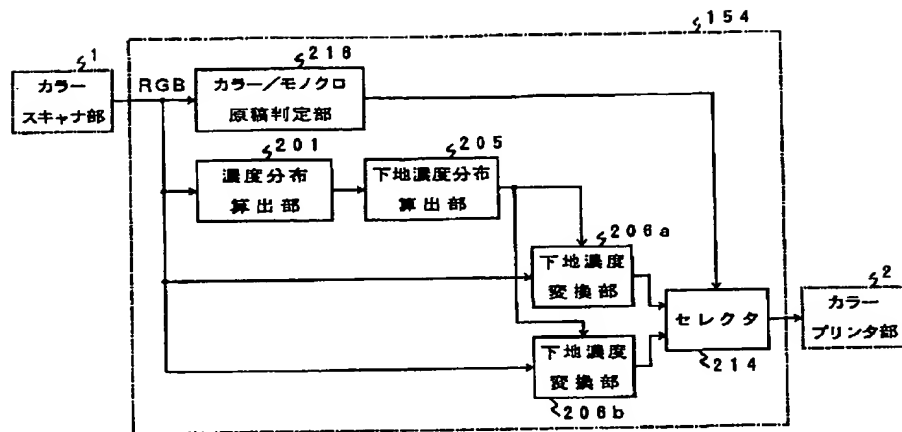 154
1
カラー
スキャナ部
RGB
216
カラー/モノクロ
原稿判定部
201
濃度分布
算出部
205
下地濃度分布
算出部
206a
下地濃度
変換部
206b
下地濃度
変換部
セレクタ
214
2
カラー
プリンタ部